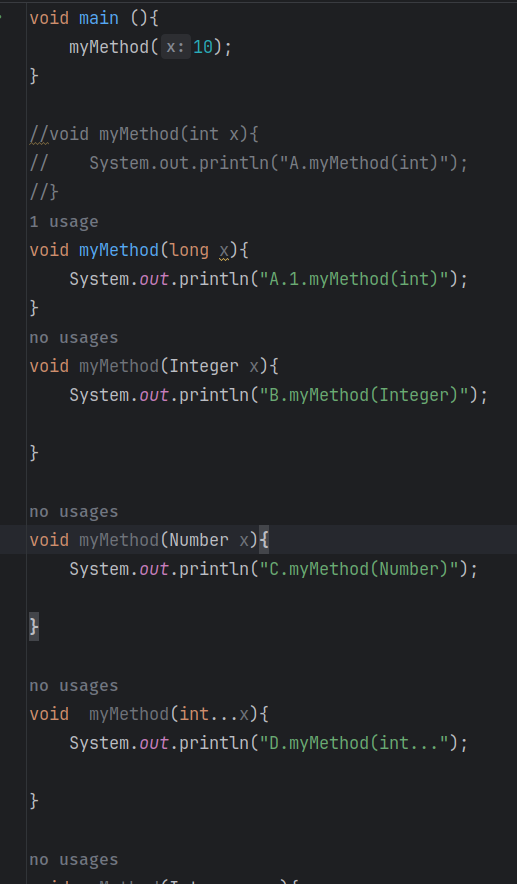 void main (){
    myMethod( x: 10);
}
//void myMethod(int x){
//    System.out.println("A.myMethod(int)");
//}
1 usage
void myMethod(long x){
    System.out.println("A.1.myMethod(int)");
}
no usages
void myMethod(Integer x){
    System.out.println("B.myMethod(Integer)");
}
no usages
void myMethod(Number x){
    System.out.println("C.myMethod(Number)");
}
no usages
void  myMethod(int...x){
    System.out.println("D.myMethod(int...");
}
no usages